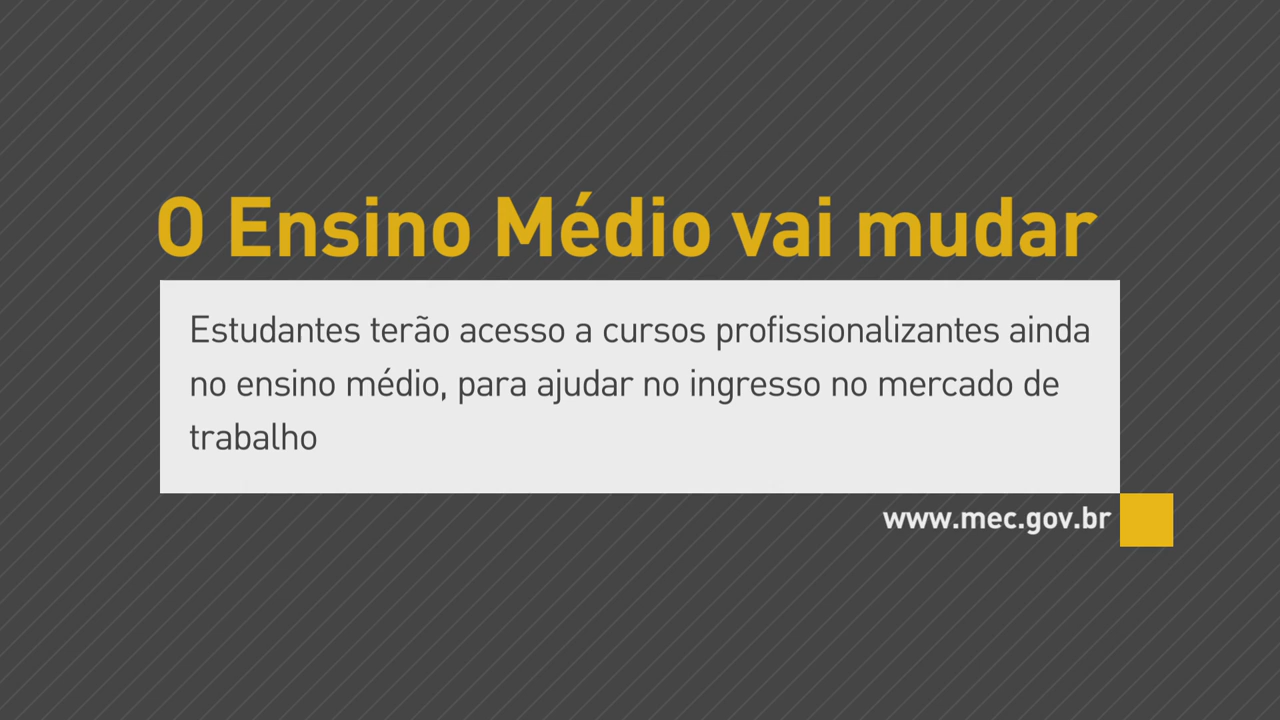 O Ensino Médio vai mudar
Estudantes terão acesso a cursos profissionalizantes ainda
no ensino médio, para ajudar no ingresso no mercado de
trabalho
www.mec.gov.br